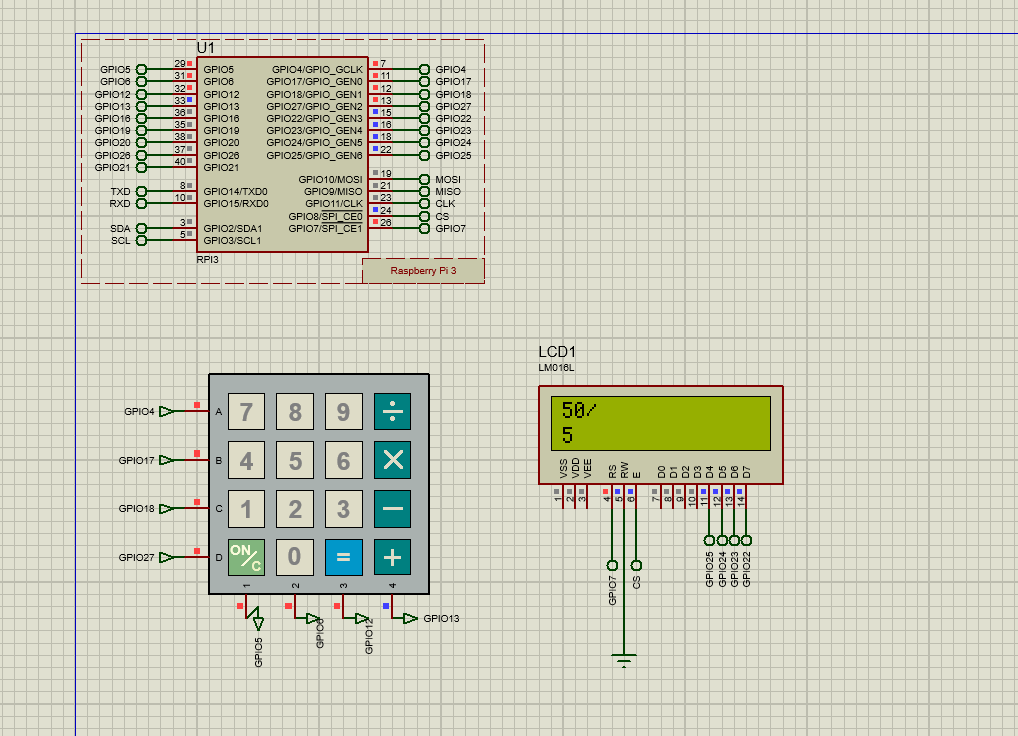 U1
29 7
GPIO5 GPIO5 GPIO4/GPIO_GCLK GPIO4
31 11
GPIO6 GPIO6 GPIO17/GPIO_GEN0 GPIO17
32 12
GPIO12 GPIO12 GPIO18/GPIO_GEN1 GPIO18
33 13
GPIO13 GPIO13 GPIO27/GPIO_GEN2 GPIO27
36 15
GPIO16 GPIO16 GPIO22/GPIO_GEN3 GPIO22
35 16
GPIO19 GPIO19 GPIO23/GPIO_GEN4 GPIO23
38 18
GPIO20 GPIO20 GPIO24/GPIO_GEN5 GPIO24
37 22
GPIO26 GPIO26 GPIO25/GPIO_GEN6 GPIO25
40
GPIO21 GPIO21
19
GPIO10/MOSI MOSI
8 21
TXD GPIO14/TXD0 GPIO9/MISO MISO
10 23
RXD GPIO15/RXD0 GPIO11/CLK CLK
24
GPIO8/SPI_CE0 CS
3 26
SDA GPIO2/SDA1 GPIO7/SPI_CE1 GPIO7
5
SCL GPIO3/SCL1
RPI3
Raspberry Pi 3
LCD1
LM016L
50/
5
VSS VDD VEE RS RW E D0 D1 D2 D3 D4 D5 D6 D7
1 2 3 4 5 6 7 8 9 10 11 12 13 14
GPIO7 CS GPIO25 GPIO24 GPIO23 GPIO22
GPIO4 A 7 8 9 ÷
GPIO17 B 4 5 6 ×
GPIO18 C 1 2 3 −
GPIO27 D ON/C 0 = +
1 2 3 4
GPIO5 GPIO6 GPIO12 GPIO13